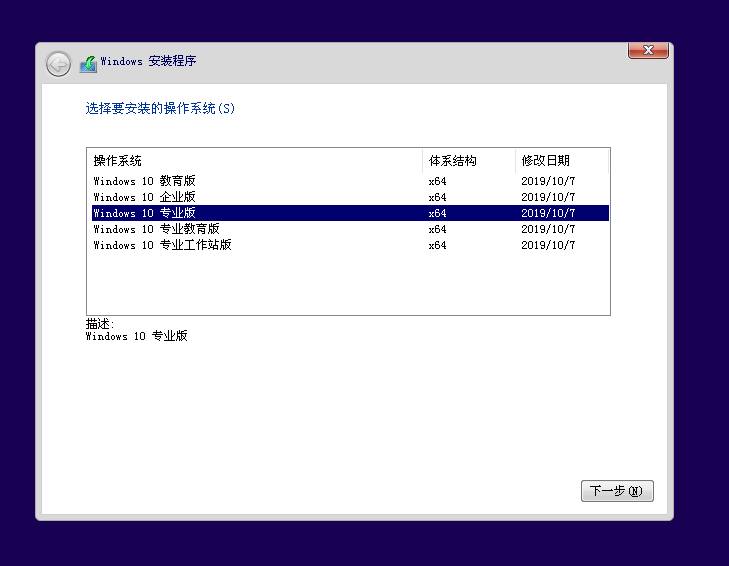 Windows 安装程序
选择要安装的操作系统(S)
操作系统 体系结构 修改日期
Windows 10 教育版 x64 2019/10/7
Windows 10 企业版 x64 2019/10/7
Windows 10 专业版 x64 2019/10/7
Windows 10 专业教育版 x64 2019/10/7
Windows 10 专业工作站版 x64 2019/10/7
描述:
Windows 10 专业版
下一步(N)